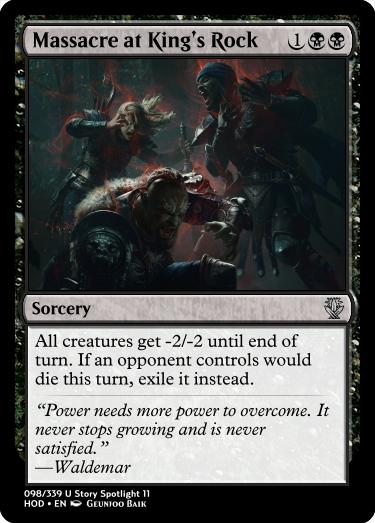 Massacre at King's Rock 1
Sorcery
All creatures get -2/-2 until end of
turn. If an opponent controls would
die this turn, exile it instead.
“Power needs more power to overcome. It
never stops growing and is never
satisfied.”
—Waldemar
098/339 U Story Spotlight 11
HOD • EN Geunjoo Baik